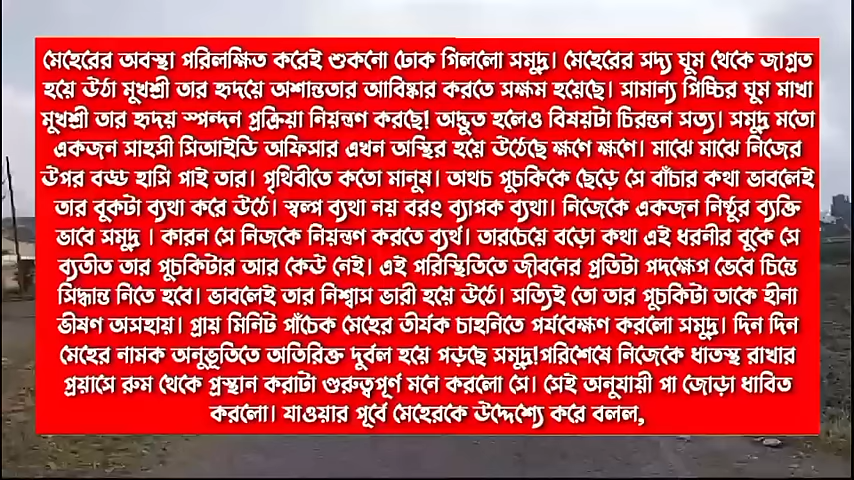 মেহেরের অবস্থা পরিলক্ষিত করেই শুকনো ঢোক গিললো সমুদ্র। মেহেরের সদ্য ঘুম থেকে জাগ্রত
হয়ে উঠা মুখশ্রী তার হৃদয়ে অশান্ততার আবিষ্কার করতে সক্ষম হয়েছে। সামান্য পিচ্চির ঘুম মাখা
মুখশ্রী তার হৃদয় স্পন্দন প্রক্রিয়া নিয়ন্ত্রণ করছে! অদ্ভুত হলেও বিষয়টা চিরন্তন সত্য। সমুদ্র মতো
একজন সাহসী সিআইডি অফিসার এখন অস্থির হয়ে উঠেছে ক্ষণে ক্ষণে। মাঝে মাঝে নিজের
উপর বড্ড হাসি পাই তার। পৃথিবীতে কতো মানুষ। অথচ পুচকিকে ছেড়ে সে বাঁচার কথা ভাবলেই
তার বুকটা ব্যথা করে উঠে। স্বল্প ব্যথা নয় বরং ব্যাপক ব্যথা। নিজেকে একজন নিষ্ঠুর ব্যক্তি
ভাবে সমুদ্র । কারন সে নিজকে নিয়ন্ত্রণ করতে ব্যর্থ। তারচেয়ে বড়ো কথা এই ধরনীর বুকে সে
ব্যতীত তার পুচকিটার আর কেউ নেই। এই পরিস্থিতিতে জীবনের প্রতিটা পদক্ষেপ ভেবে চিন্তে
সিদ্ধান্ত নিতে হবে। ভাবলেই তার নিশ্বাস ভারী হয়ে উঠে। সত্যিই তো তার পুচকিটা তাকে হীনা
ভীষণ অসহায়। প্রায় মিনিট পাঁচেক মেহের তীর্যক চাহনিতে পর্যবেক্ষণ করলো সমুদ্র। দিন দিন
মেহের নামক অনুভূতিতে অতিরিক্ত দুর্বল হয়ে পড়ছে সমুদ্র!পরিশেষে নিজেকে ধাতস্থ রাখার
প্রয়াসে রুম থেকে প্রস্থান করাটা গুরুত্বপূর্ণ মনে করলো সে। সেই অনুযায়ী পা জোড়া ধাবিত
করলো। যাওয়ার পূর্বে মেহেরকে উদ্দেশ্যে করে বলল,